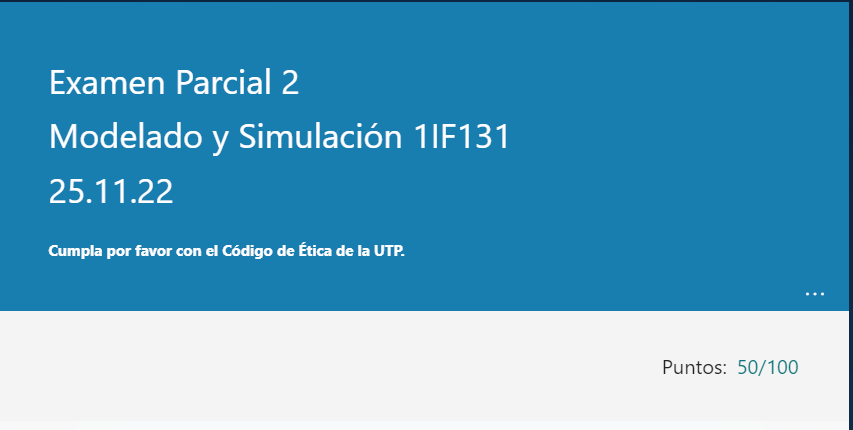 Examen Parcial 2
Modelado y Simulación 1IF131
25.11.22
Cumpla por favor con el Código de Ética de la UTP.
...
Puntos: 50/100